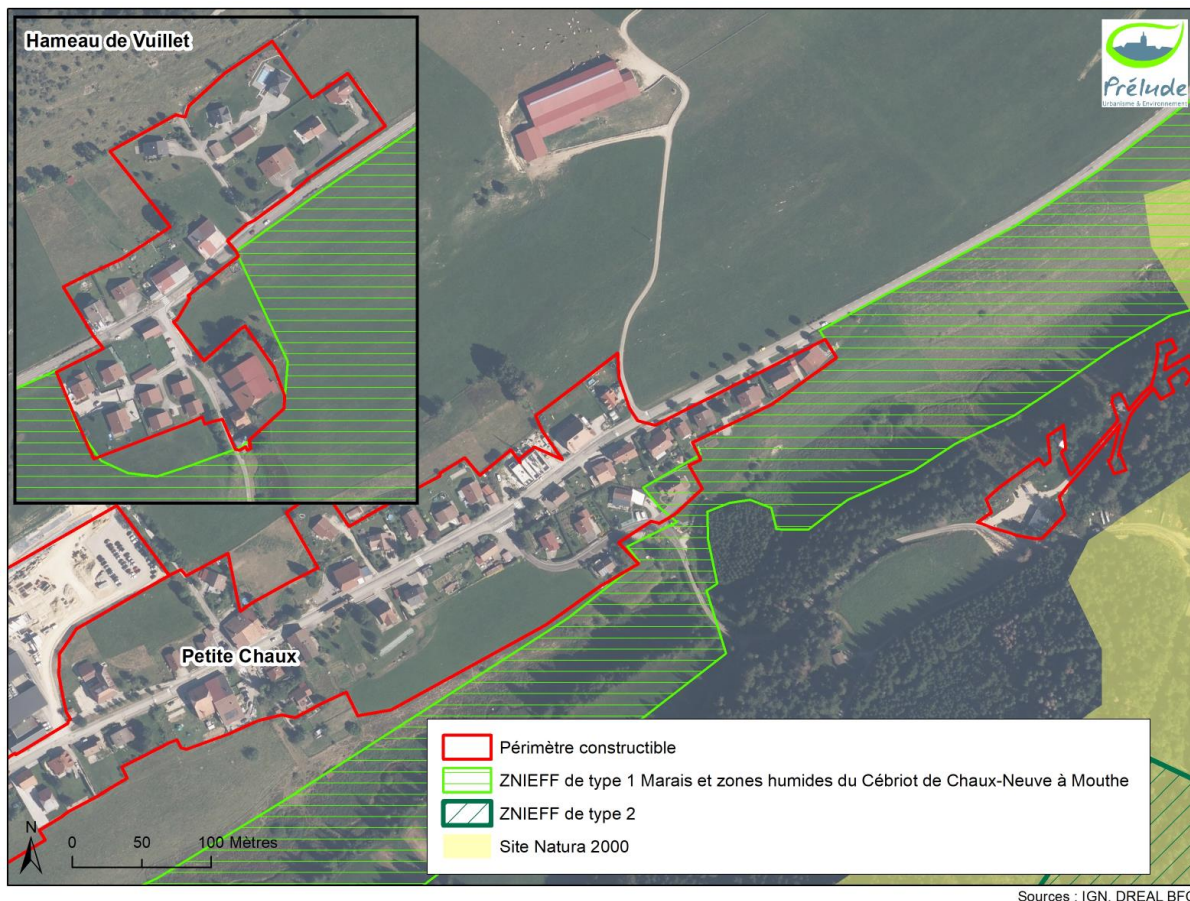 Hameau de Vuillet
Prélude
Urbanisme & Environnement
Petite Chaux
Périmètre constructible
ZNIEFF de type 1 Marais et zones humides du Cébriot de Chaux-Neuve à Mouthe
ZNIEFF de type 2
Site Natura 2000
N
0 50 100 Mètres
Sources : IGN, DREAL BFC